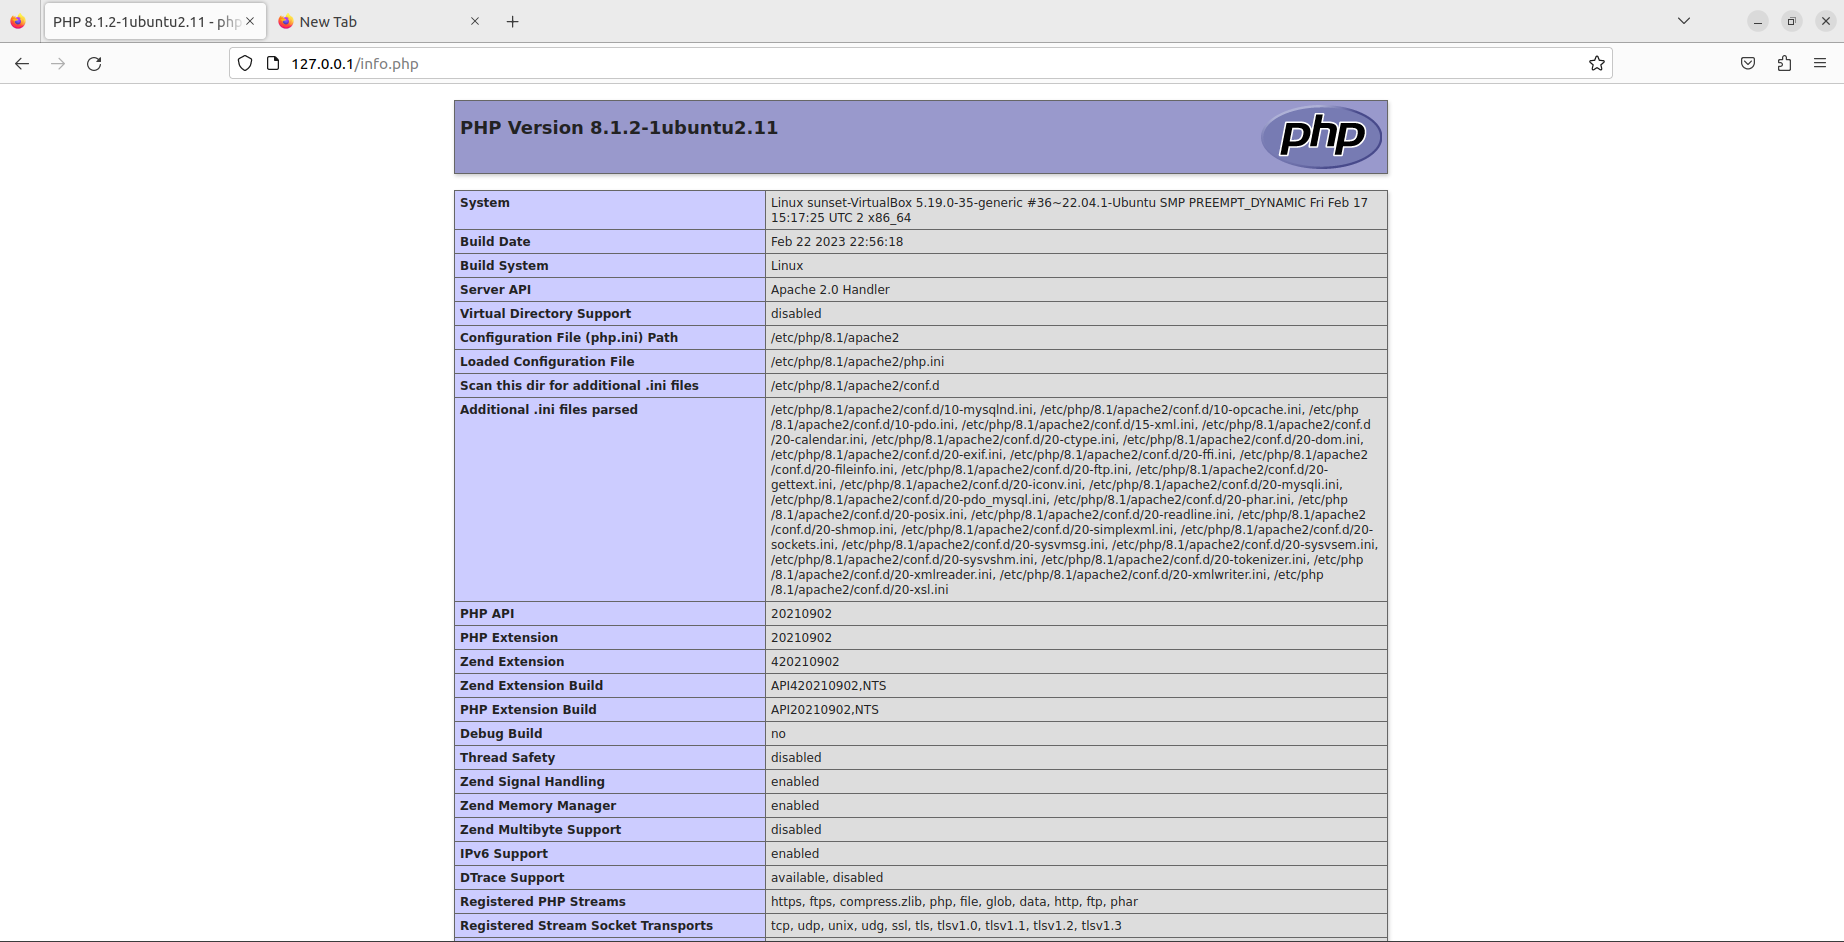 PHP 8.1.2-1ubuntu2.11 - php
New Tab
127.0.0.1/info.php
PHP Version 8.1.2-1ubuntu2.11
php
System
Linux sunset-VirtualBox 5.19.0-35-generic #36~22.04.1-Ubuntu SMP PREEMPT_DYNAMIC Fri Feb 17
15:17:25 UTC 2 x86_64
Build Date
Feb 22 2023 22:56:18
Build System
Linux
Server API
Apache 2.0 Handler
Virtual Directory Support
disabled
Configuration File (php.ini) Path
/etc/php/8.1/apache2
Loaded Configuration File
/etc/php/8.1/apache2/php.ini
Scan this dir for additional .ini files
/etc/php/8.1/apache2/conf.d
Additional .ini files parsed
/etc/php/8.1/apache2/conf.d/10-mysqlnd.ini, /etc/php/8.1/apache2/conf.d/10-opcache.ini, /etc/php
/8.1/apache2/conf.d/10-pdo.ini, /etc/php/8.1/apache2/conf.d/15-xml.ini, /etc/php/8.1/apache2/conf.d
/20-calendar.ini, /etc/php/8.1/apache2/conf.d/20-ctype.ini, /etc/php/8.1/apache2/conf.d/20-dom.ini,
/etc/php/8.1/apache2/conf.d/20-exif.ini, /etc/php/8.1/apache2/conf.d/20-ffi.ini, /etc/php/8.1/apache2
/conf.d/20-fileinfo.ini, /etc/php/8.1/apache2/conf.d/20-ftp.ini, /etc/php/8.1/apache2/conf.d/20-
gettext.ini, /etc/php/8.1/apache2/conf.d/20-iconv.ini, /etc/php/8.1/apache2/conf.d/20-mysqli.ini,
/etc/php/8.1/apache2/conf.d/20-pdo_mysql.ini, /etc/php/8.1/apache2/conf.d/20-phar.ini, /etc/php
/8.1/apache2/conf.d/20-posix.ini, /etc/php/8.1/apache2/conf.d/20-readline.ini, /etc/php/8.1/apache2
/conf.d/20-shmop.ini, /etc/php/8.1/apache2/conf.d/20-simplexml.ini, /etc/php/8.1/apache2/conf.d/20-
sockets.ini, /etc/php/8.1/apache2/conf.d/20-sysvmsg.ini, /etc/php/8.1/apache2/conf.d/20-sysvsem.ini,
/etc/php/8.1/apache2/conf.d/20-sysvshm.ini, /etc/php/8.1/apache2/conf.d/20-tokenizer.ini, /etc/php
/8.1/apache2/conf.d/20-xmlreader.ini, /etc/php/8.1/apache2/conf.d/20-xmlwriter.ini, /etc/php
/8.1/apache2/conf.d/20-xsl.ini
PHP API
20210902
PHP Extension
20210902
Zend Extension
420210902
Zend Extension Build
API420210902,NTS
PHP Extension Build
API20210902,NTS
Debug Build
no
Thread Safety
disabled
Zend Signal Handling
enabled
Zend Memory Manager
enabled
Zend Multibyte Support
disabled
IPv6 Support
enabled
DTrace Support
available, disabled
Registered PHP Streams
https, ftps, compress.zlib, php, file, glob, data, http, ftp, phar
Registered Stream Socket Transports
tcp, udp, unix, udg, ssl, tls, tlsv1.0, tlsv1.1, tlsv1.2, tlsv1.3